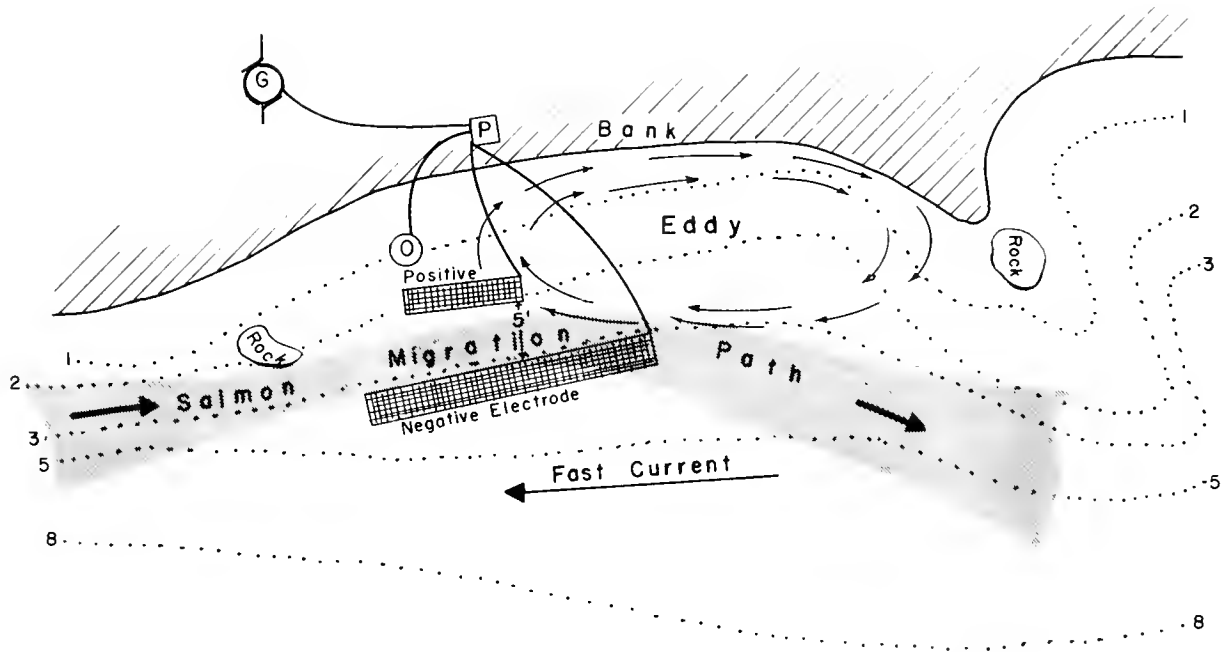 G
P
Bank
1
2
3
Eddy
O
Rock
Positive
5'
Rock
1
Migration
Path
2
Salmon
Negative Electrode
3
5
Fast Current
5
8
8